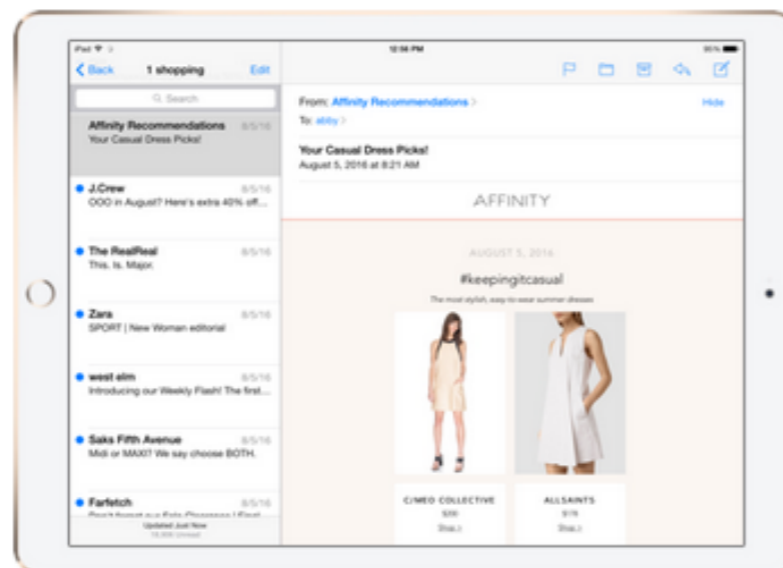 iPad
12:56 PM
95%
Back
1 shopping
Edit
Search
Affinity Recommendations 8/5/16
Your Casual Dress Picks!
J.Crew 8/5/16
OOO in August? Here's extra 40% off...
The RealReal 8/5/16
This. Is. Major.
Zara 8/5/16
SPORT | New Woman editorial
west elm 8/5/16
Introducing our Weekly Flash! The first...
Saks Fifth Avenue 8/5/16
Midi or MAXI? We say choose BOTH.
Farfetch 8/5/16
Updated Just Now
Unread
From: Affinity Recommendations
Hide
To: abby
Your Casual Dress Picks!
August 5, 2016 at 8:21 AM
AFFINITY
AUGUST 5, 2016
#keepingitcasual
The most stylish, easy to wear summer dresses
C/MEO COLLECTIVE
Shop >
ALLSAINTS
Shop >